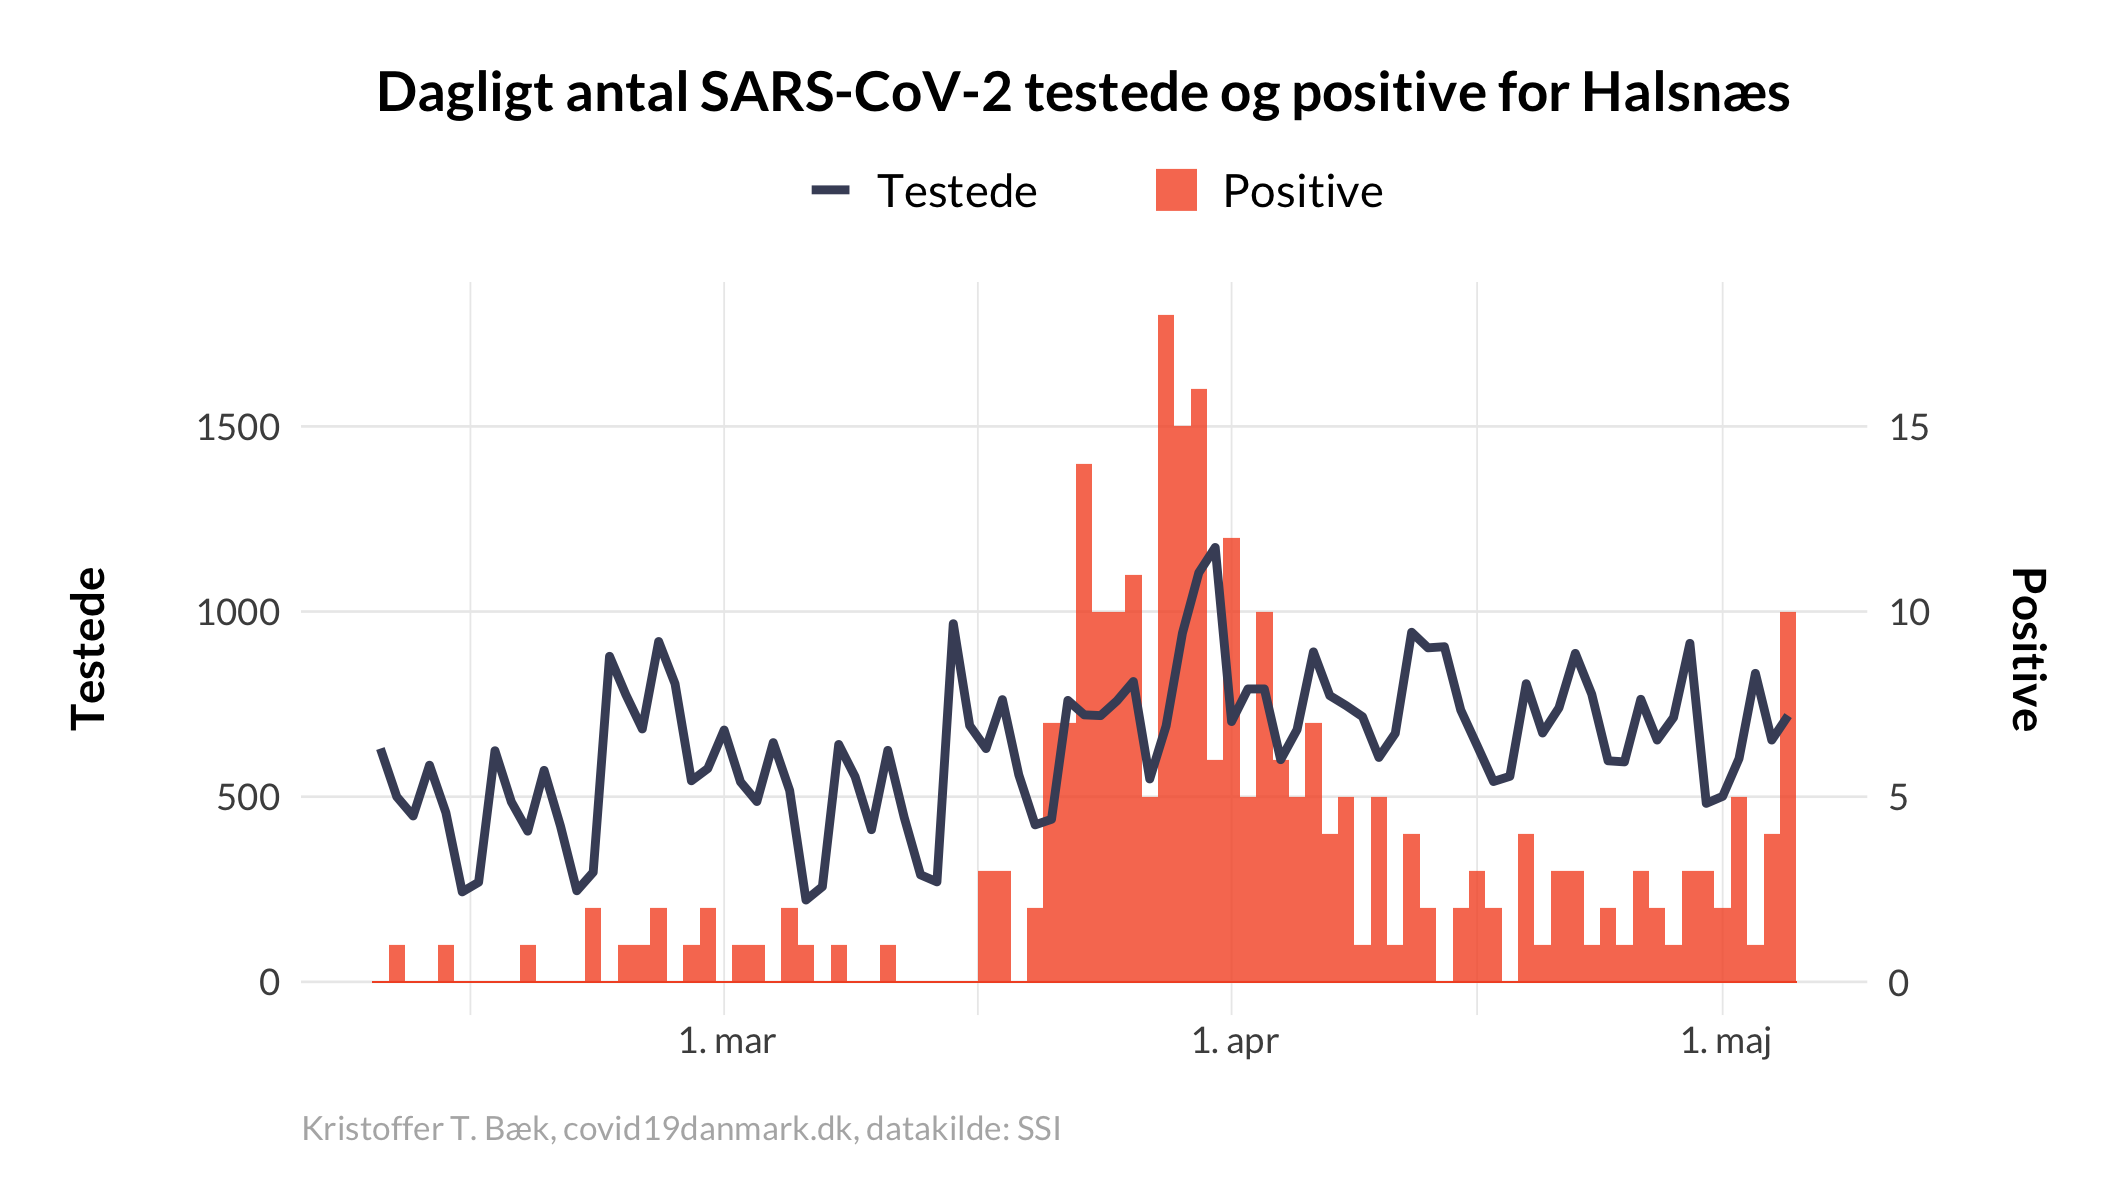 Dagligt antal SARS-CoV-2 testede og positive for Halsnæs
Testede
Positive
1500
1000
500
0
Testede
15
10
5
0
Positive
1. mar
1. apr
1. maj
Kristoffer T. Bæk, covid19danmark.dk, datakilde: SSI